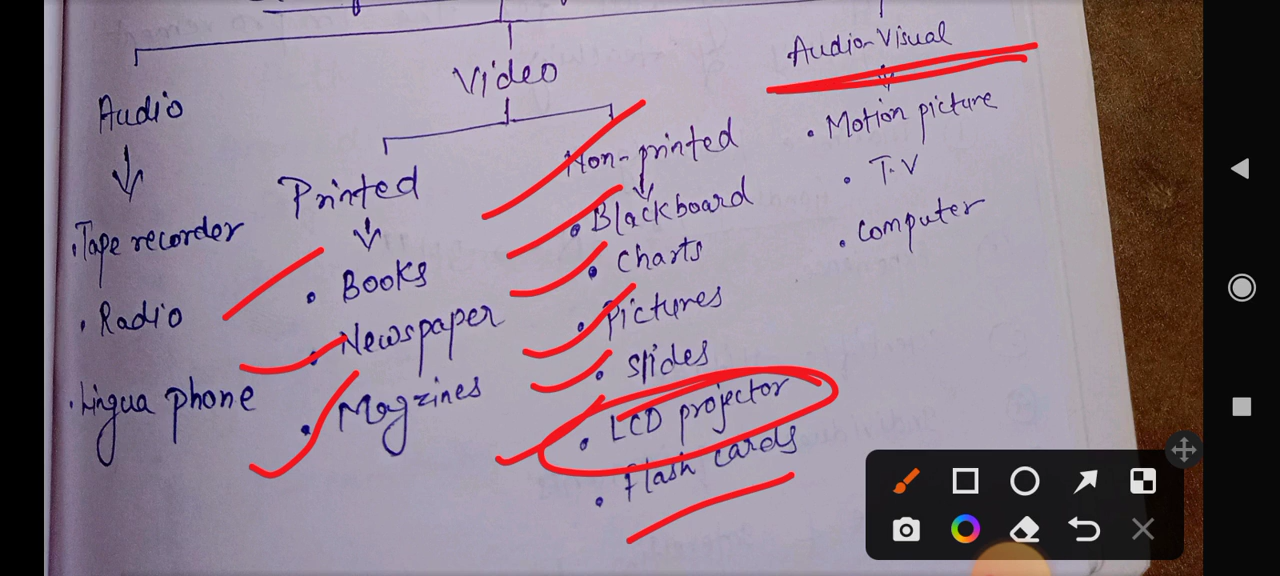 Audio
Tape recorder
Radio
Lingua phone
Video
Printed
Books
Newspaper
Magzines
Non-printed
Blackboard
Charts
Pictures
Slides
LCD projector
flash cards
Audio-Visual
Motion picture
T.V
computer